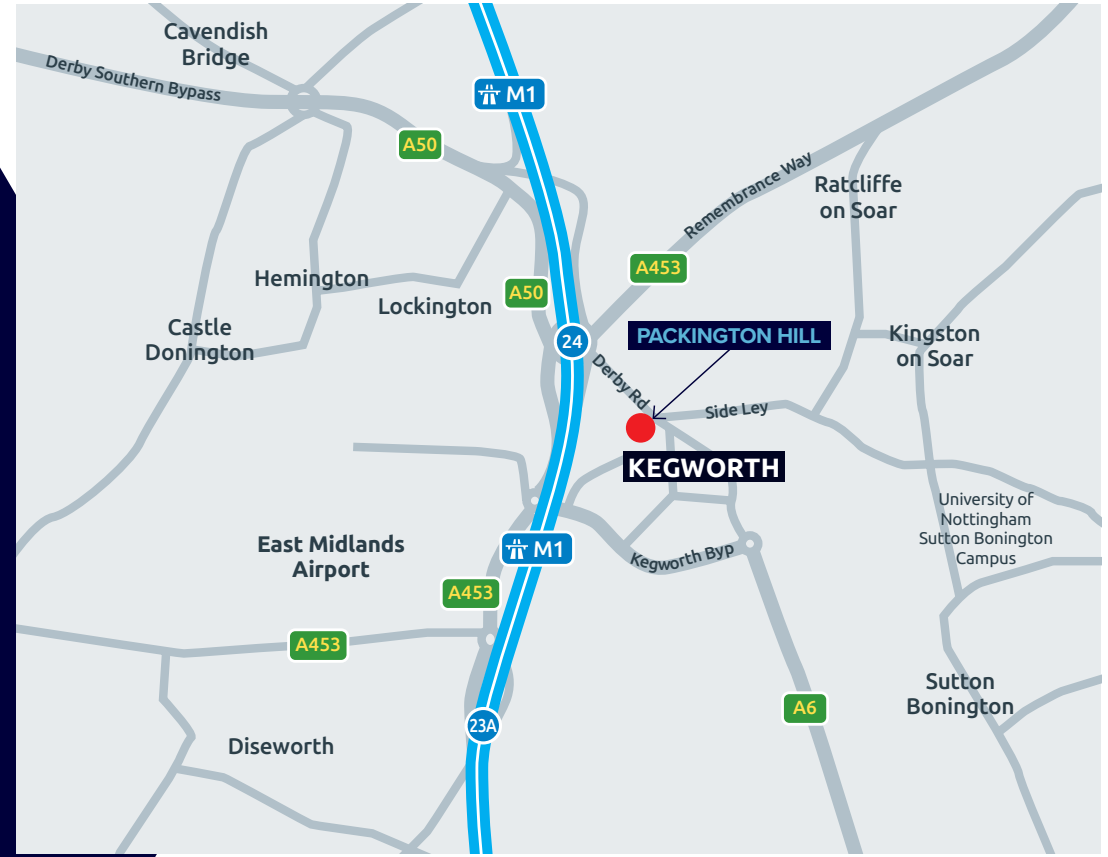 Cavendish
Bridge
Derby Southern Bypass
M1
A50
Remembrance Way
Ratcliffe
on Soar
A453
Hemington
A50
Lockington
Castle
Donington
24
PACKINGTON HILL
Kingston
on Soar
Derby Rd
Side Ley
KEGWORTH
University of
Nottingham
Sutton Bonington
Campus
East Midlands
Airport
M1
Kegworth Byp
A453
A453
Sutton
Bonington
A6
23A
Diseworth